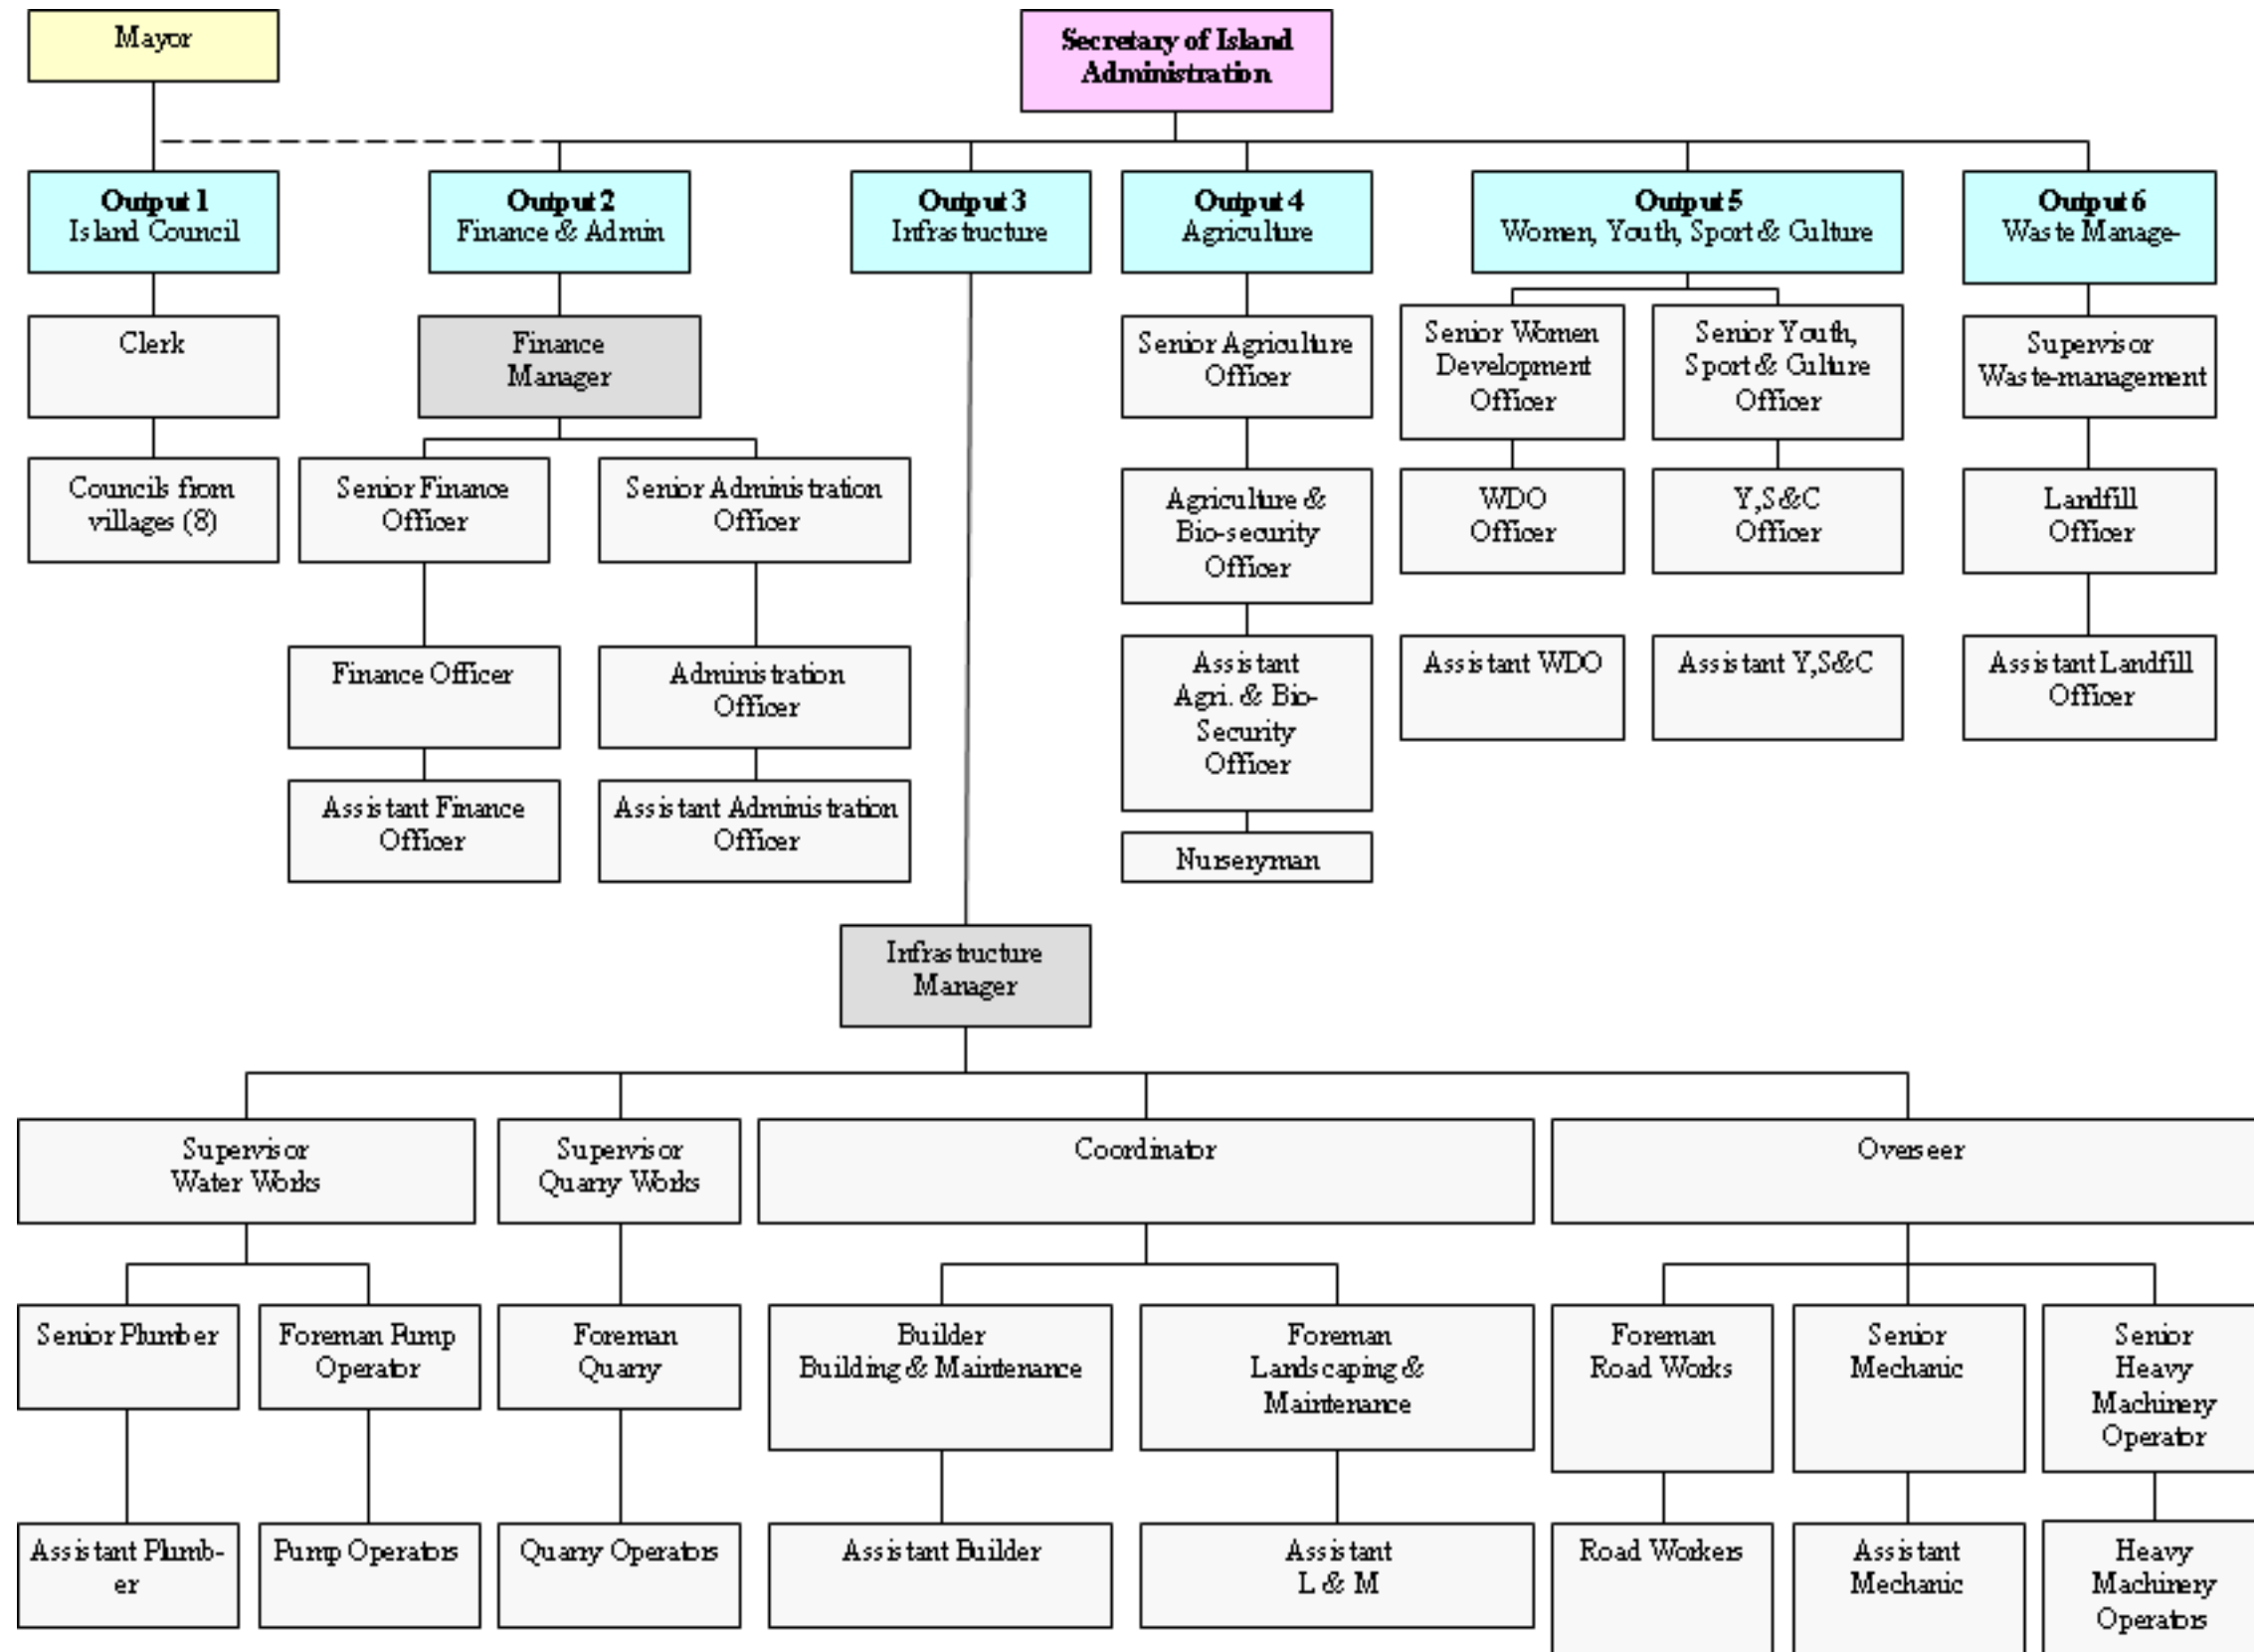 Mayor
Secretary of Island
Administration
Output 1
Island Council
Output 2
Finance & Admin
Output 3
Infrastructure
Output 4
Agriculture
Output 5
Women, Youth, Sport & Culture
Output 6
Waste Manage-
Clerk
Finance
Manager
Senior Agriculture
Officer
Senior Women
Development
Officer
Senior Youth,
Sport & Culture
Officer
Supervisor
Waste-management
Councils from
villages (8)
Senior Finance
Officer
Senior Administration
Officer
Agriculture &
Bio-security
Officer
WDO
Officer
Y,S&C
Officer
Landfill
Officer
Finance Officer
Administration
Officer
Assistant
Agri. & Bio-
Security
Officer
Assistant WDO
Assistant Y,S&C
Assistant Landfill
Officer
Assistant Finance
Officer
Assistant Administration
Officer
Nurseryman
Infrastructure
Manager
Supervisor
Water Works
Supervisor
Quarry Works
Coordinator
Overseer
Senior Plumber
Foreman Pump
Operator
Foreman
Quarry
Builder
Building & Maintenance
Foreman
Landscaping &
Maintenance
Foreman
Road Works
Senior
Mechanic
Senior
Heavy
Machinery
Operator
Assistant Plumb-
er
Pump Operators
Quarry Operators
Assistant Builder
Assistant
L & M
Road Workers
Assistant
Mechanic
Heavy
Machinery
Operators